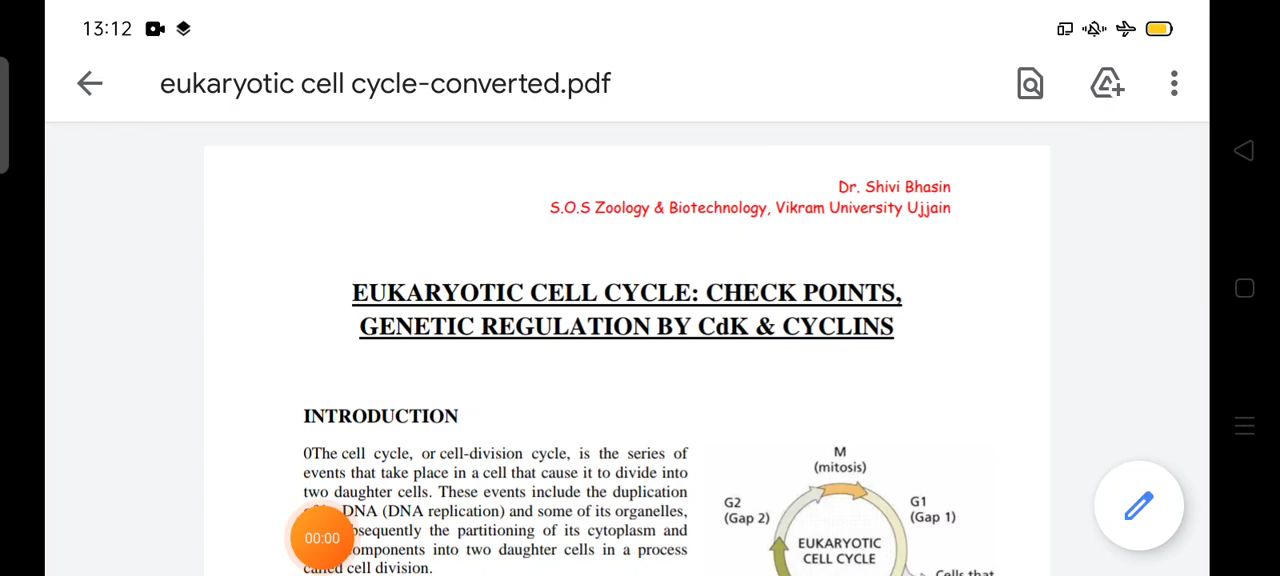 13:12
eukaryotic cell cycle-converted.pdf
Dr. Shivi Bhasin
S.O.S Zoology & Biotechnology, Vikram University Ujjain
EUKARYOTIC CELL CYCLE: CHECK POINTS,
GENETIC REGULATION BY CdK & CYCLINS
INTRODUCTION
0The cell cycle, or cell-division cycle, is the series of
events that take place in a cell that cause it to divide into
two daughter cells. These events include the duplication
DNA (DNA replication) and some of its organelles,
the partitioning of its cytoplasm and
into two daughter cells in a process
cell division.
M
(mitosis)
G2
(Gap 2)
G1
(Gap 1)
EUKARYOTIC
CELL CYCLE
Cells that
00:00